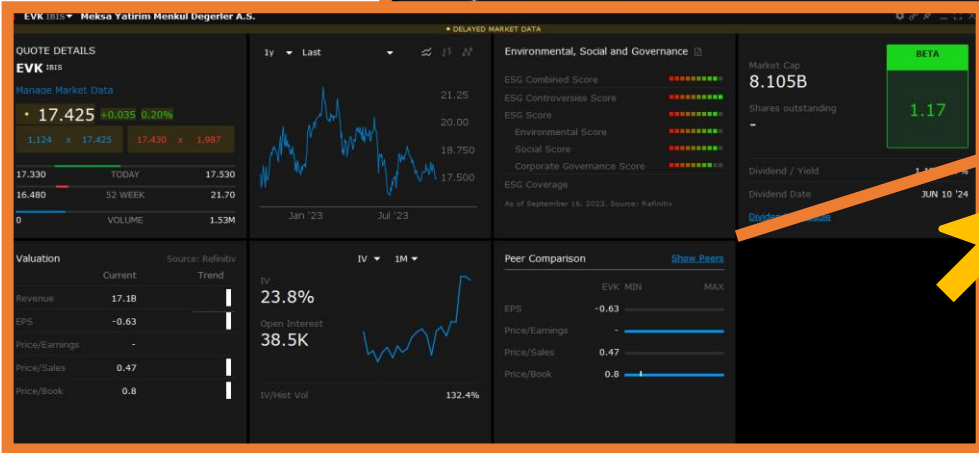 EVK IBIS Meksa Yatirim Menkul Degerler A.S.
DELAYED MARKET DATA
QUOTE DETAILS
EVK IBIS
Manage Market Data
17.425 +0.035 0.20%
1,124 x 17.425 17.430 x 1,987
17.330 TODAY 17.530
16.480 52 WEEK 21.70
0 VOLUME 1.53M
1y Last
21.25
20.00
18.750
17.500
Jan '23 Jul '23
Environmental, Social and Governance
ESG Combined Score
ESG Controversies Score
ESG Score
Environmental Score
Social Score
Corporate Governance Score
ESG Coverage
As of September 16, 2023. Source: Refinitiv
Market Cap
8.105B
Shares outstanding
-
BETA
1.17
Dividend / Yield
Dividend Date JUN 10 '24
Valuation Source: Refinitiv
Current Trend
Revenue 17.1B
EPS -0.63
Price/Earnings -
Price/Sales 0.47
Price/Book 0.8
IV 1M
IV
23.8%
Open Interest
38.5K
IV/Hist Vol 132.4%
Peer Comparison Show Peers
EVK MIN MAX
EPS -0.63
Price/Earnings -
Price/Sales 0.47
Price/Book 0.8